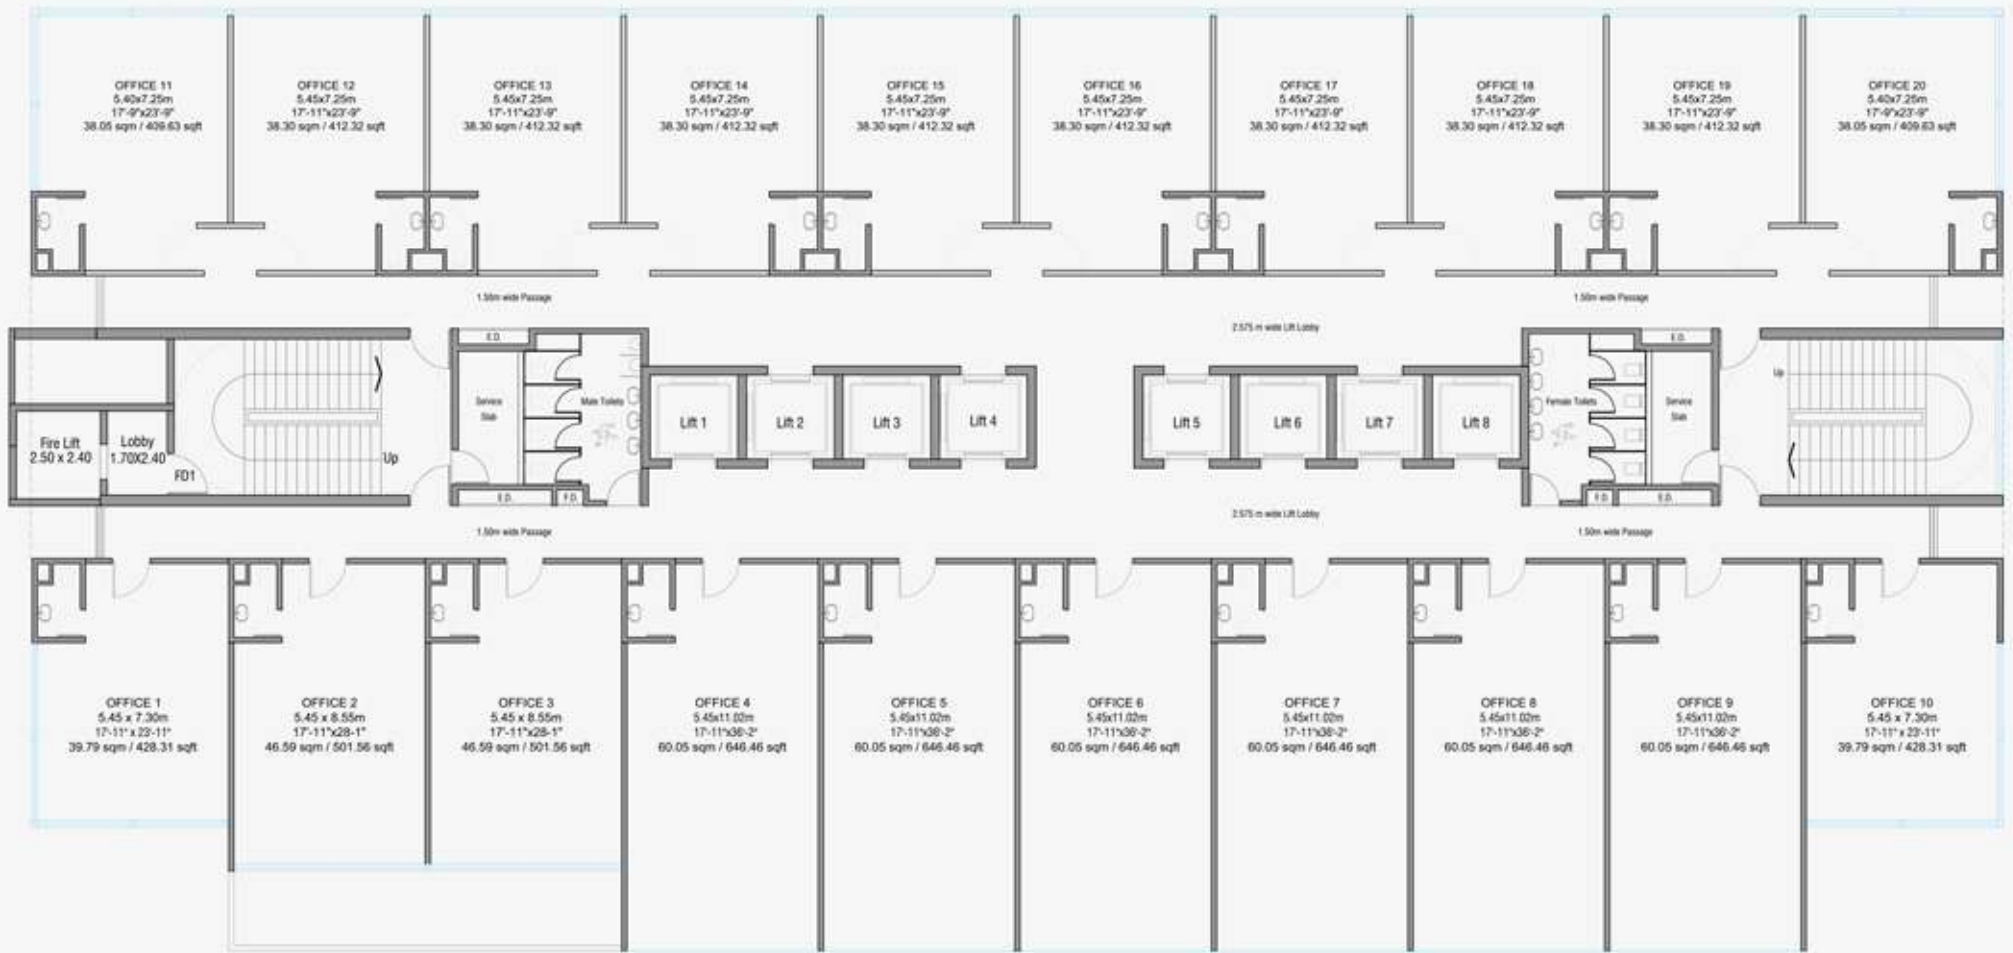 OFFICE 11
5.40x7.25m
17'-9"x23'-9"
38.05 sqm / 409.63 sqft
OFFICE 12
5.45x7.25m
17'-11"x23'-9"
38.30 sqm / 412.32 sqft
OFFICE 13
5.45x7.25m
17'-11"x23'-9"
38.30 sqm / 412.32 sqft
OFFICE 14
5.45x7.25m
17'-11"x23'-9"
38.30 sqm / 412.32 sqft
OFFICE 15
5.45x7.25m
17'-11"x23'-9"
38.30 sqm / 412.32 sqft
OFFICE 16
5.45x7.25m
17'-11"x23'-9"
38.30 sqm / 412.32 sqft
OFFICE 17
5.45x7.25m
17'-11"x23'-9"
38.30 sqm / 412.32 sqft
OFFICE 18
5.45x7.25m
17'-11"x23'-9"
38.30 sqm / 412.32 sqft
OFFICE 19
5.45x7.25m
17'-11"x23'-9"
38.30 sqm / 412.32 sqft
OFFICE 20
5.40x7.25m
17'-9"x23'-9"
38.05 sqm / 409.63 sqft
1.50m wide Passage
1.50m wide Passage
2.575 m wide Lift Lobby
E.D.
E.D.
Fire Lift
2.50 x 2.40
Lobby
1.70X2.40
FD1
Up
Service
Slab
Male Toilets
Lift 1
Lift 2
Lift 3
Lift 4
Lift 5
Lift 6
Lift 7
Lift 8
Female Toilets
Service
Slab
Up
E.D.
F.D.
F.D.
E.D.
2.575 m wide Lift Lobby
1.50m wide Passage
1.50m wide Passage
OFFICE 1
5.45 x 7.30m
17'-11" x 23'-11"
39.79 sqm / 428.31 sqft
OFFICE 2
5.45 x 8.55m
17'-11"x28'-1"
46.59 sqm / 501.56 sqft
OFFICE 3
5.45 x 8.55m
17'-11"x28'-1"
46.59 sqm / 501.56 sqft
OFFICE 4
5.45x11.02m
17'-11"x36'-2"
60.05 sqm / 646.46 sqft
OFFICE 5
5.45x11.02m
17'-11"x36'-2"
60.05 sqm / 646.46 sqft
OFFICE 6
5.45x11.02m
17'-11"x36'-2"
60.05 sqm / 646.46 sqft
OFFICE 7
5.45x11.02m
17'-11"x36'-2"
60.05 sqm / 646.46 sqft
OFFICE 8
5.45x11.02m
17'-11"x36'-2"
60.05 sqm / 646.46 sqft
OFFICE 9
5.45x11.02m
17'-11"x36'-2"
60.05 sqm / 646.46 sqft
OFFICE 10
5.45 x 7.30m
17'-11" x 23'-11"
39.79 sqm / 428.31 sqft